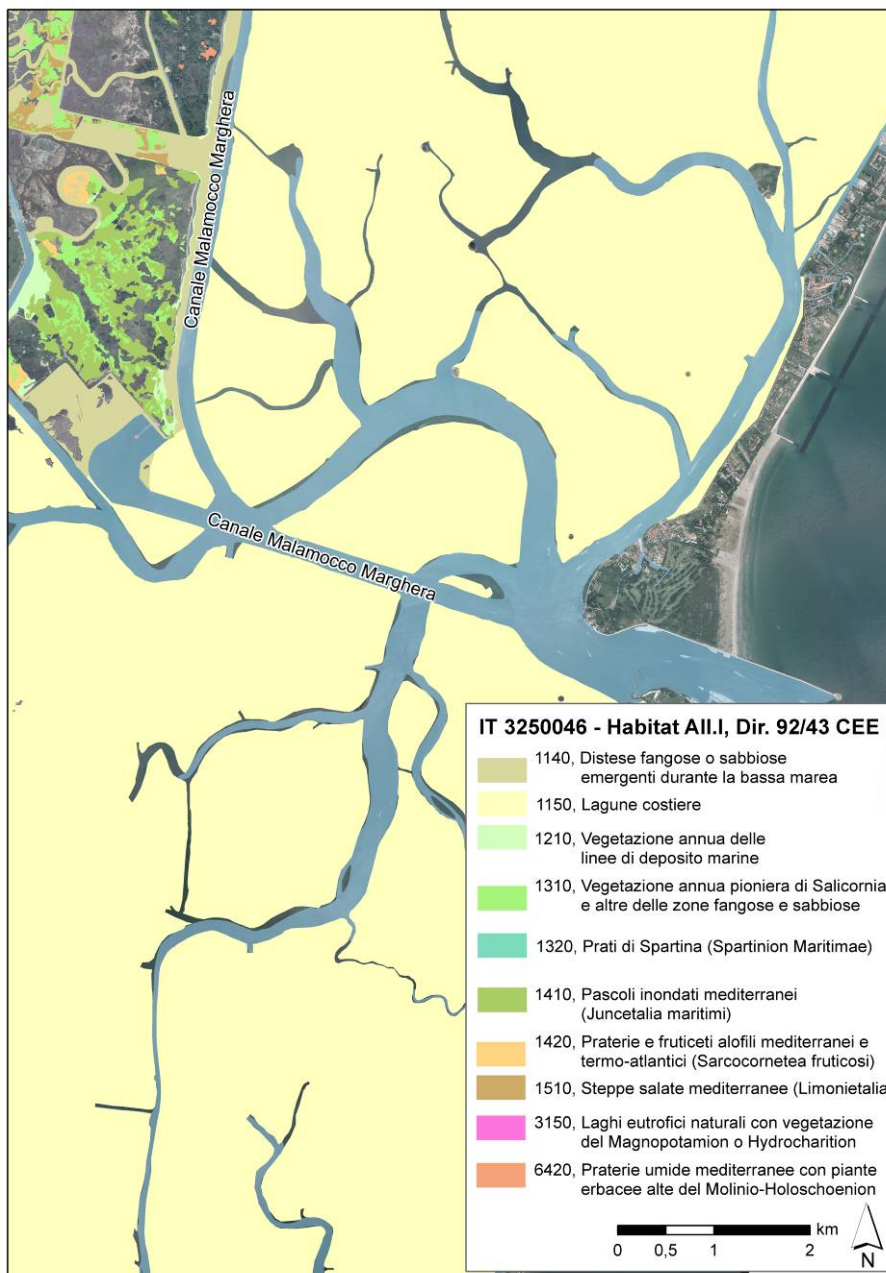 Canale Malamocco Marghera
Canale Malamocco Marghera
IT 3250046 - Habitat All.I, Dir. 92/43 CEE
1140, Distese fangose o sabbiose
emergenti durante la bassa marea
1150, Lagune costiere
1210, Vegetazione annua delle
linee di deposito marine
1310, Vegetazione annua pioniera di Salicornia
e altre delle zone fangose e sabbiose
1320, Prati di Spartina (Spartinion Maritimae)
1410, Pascoli inondati mediterranei
(Juncetalia maritimi)
1420, Praterie e fruticeti alofili mediterranei e
termo-atlantici (Sarcocornetea fruticosi)
1510, Steppe salate mediterranee (Limonietalia
3150, Laghi eutrofici naturali con vegetazione
del Magnopotamion o Hydrocharition
6420, Praterie umide mediterranee con piante
erbacee alte del Molinio-Holoschoenion
km
0 0,5 1 2
N